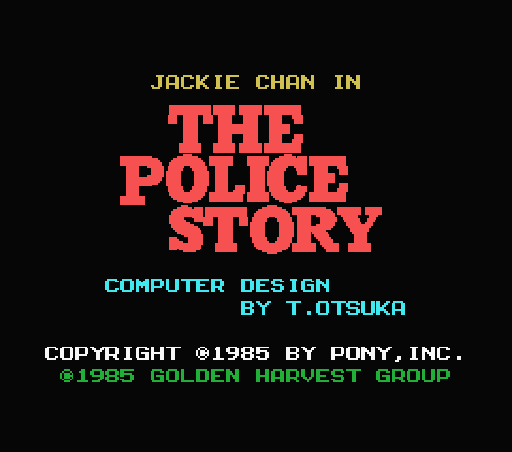 JACKIE CHAN IN
THE
POLICE
STORY
COMPUTER DESIGN
BY T.OTSUKA
COPYRIGHT ©1985 BY PONY,INC.
©1985 GOLDEN HARVEST GROUP